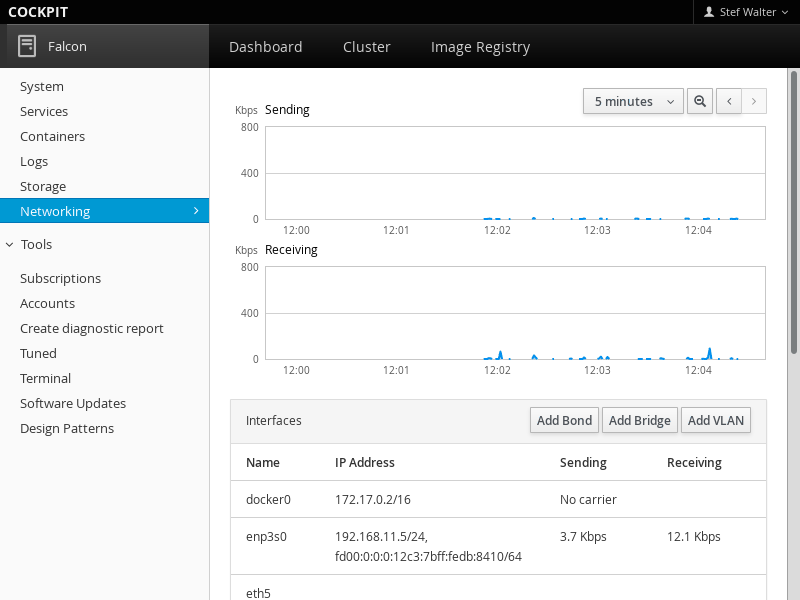 COCKPIT
Stef Walter
Falcon
Dashboard
Cluster
Image Registry
System
Services
Containers
Logs
Storage
Networking
Tools
Subscriptions
Accounts
Create diagnostic report
Tuned
Terminal
Software Updates
Design Patterns
5 minutes
Kbps Sending
800
400
0
12:00 12:01 12:02 12:03 12:04
Kbps Receiving
800
400
0
12:00 12:01 12:02 12:03 12:04
Interfaces
Add Bond
Add Bridge
Add VLAN
Name IP Address Sending Receiving
docker0 172.17.0.2/16 No carrier
enp3s0 192.168.11.5/24, 3.7 Kbps 12.1 Kbps
fd00:0:0:0:12c3:7bff:fedb:8410/64
eth5